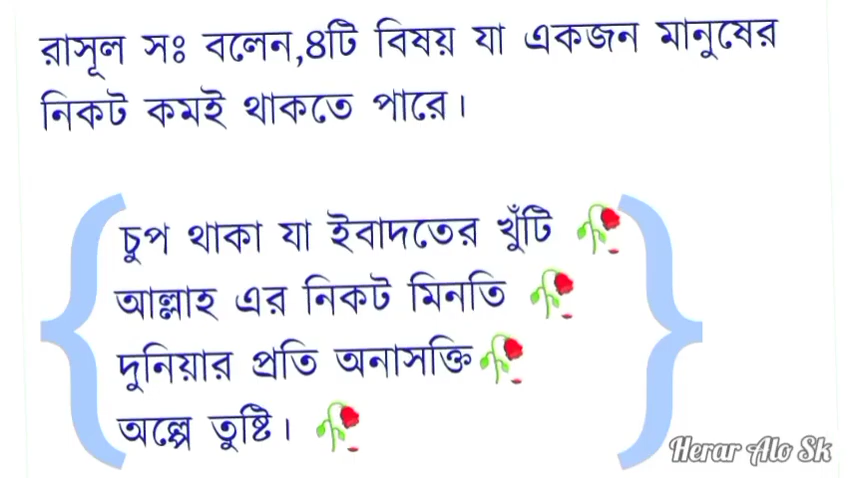 রাসূল সঃ বলেন,৪টি বিষয় যা একজন মানুষের
নিকট কমই থাকতে পারে।
চুপ থাকা যা ইবাদতের খুঁটি 🥀
আল্লাহ এর নিকট মিনতি 🥀
দুনিয়ার প্রতি অনাসক্তি🥀
অল্পে তুষ্টি। 🥀
Herar Alo Sk